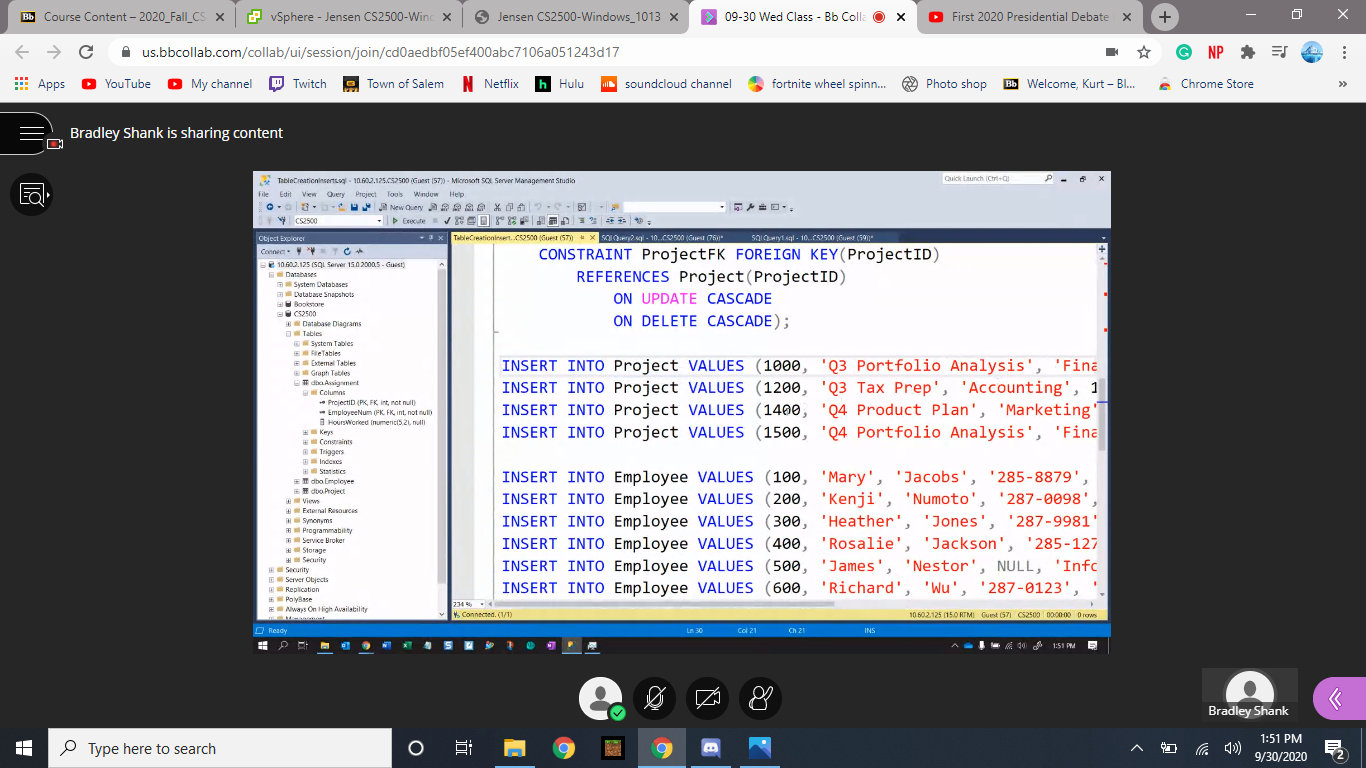 Course Content – 2020_Fall_CS
vSphere - Jensen CS2500-Wind
Jensen CS2500-Windows_1013
09-30 Wed Class - Bb Colla
First 2020 Presidential Debate
us.bbcollab.com/collab/ui/session/join/cd0aedbf05ef400abc7106a051243d17
Apps YouTube My channel Twitch Town of Salem Netflix Hulu soundcloud channel fortnite wheel spinn... Photo shop Welcome, Kurt – Bl... Chrome Store
Bradley Shank is sharing content
TableCreationInserts.sql - 10.60.2.125.CS2500 (Guest (57)) - Microsoft SQL Server Management Studio
Quick Launch (Ctrl+Q)
File Edit View Query Project Tools Window Help
New Query
CS2500 Execute
Object Explorer
TableCreationInsert...CS2500 (Guest (57)) SQLQuery2.sql - 10...CS2500 (Guest (76))* SQLQuery1.sql - 10...CS2500 (Guest (59))*
Connect
10.60.2.125 (SQL Server 15.0.2000.5 - Guest)
Databases
System Databases
Database Snapshots
Bookstore
CS2500
Database Diagrams
Tables
System Tables
FileTables
External Tables
Graph Tables
dbo.Assignment
Columns
ProjectID (PK, FK, int, not null)
EmployeeNum (PK, FK, int, not null)
HoursWorked (numeric(5,2), null)
Keys
Constraints
Triggers
Indexes
Statistics
dbo.Employee
dbo.Project
Views
External Resources
Synonyms
Programmability
Service Broker
Storage
Security
Security
Server Objects
Replication
PolyBase
Always On High Availability
Management
CONSTRAINT ProjectFK FOREIGN KEY(ProjectID)
REFERENCES Project(ProjectID)
ON UPDATE CASCADE
ON DELETE CASCADE);
INSERT INTO Project VALUES (1000, 'Q3 Portfolio Analysis', 'Fina
INSERT INTO Project VALUES (1200, 'Q3 Tax Prep', 'Accounting', 1
INSERT INTO Project VALUES (1400, 'Q4 Product Plan', 'Marketing'
INSERT INTO Project VALUES (1500, 'Q4 Portfolio Analysis', 'Fina
INSERT INTO Employee VALUES (100, 'Mary', 'Jacobs', '285-8879',
INSERT INTO Employee VALUES (200, 'Kenji', 'Numoto', '287-0098',
INSERT INTO Employee VALUES (300, 'Heather', 'Jones', '287-9981'
INSERT INTO Employee VALUES (400, 'Rosalie', 'Jackson', '285-127
INSERT INTO Employee VALUES (500, 'James', 'Nestor', NULL, 'Info
INSERT INTO Employee VALUES (600, 'Richard', 'Wu', '287-0123', '
234 %
Connected. (1/1) 10.60.2.125 (15.0 RTM) Guest (57) CS2500 00:00:00 0 rows
Ready Ln 30 Col 21 Ch 21 INS
1:51 PM
Bradley Shank
Type here to search
1:51 PM
9/30/2020
2